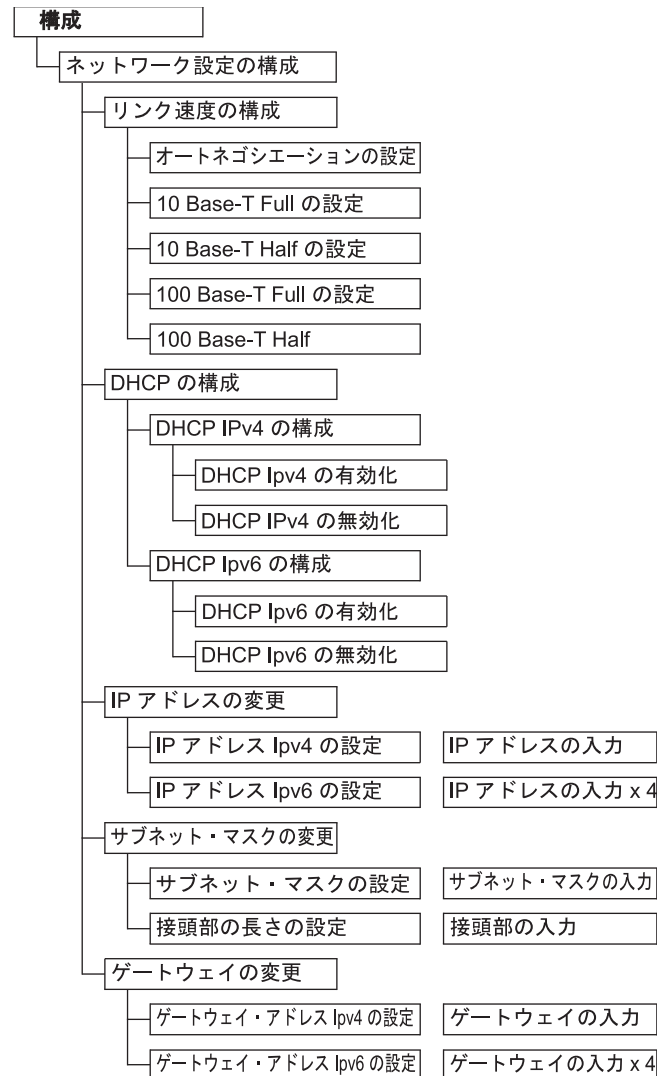 構成
ネットワーク設定の構成
リンク速度の構成
オートネゴシエーションの設定
10 Base-T Full の設定
10 Base-T Half の設定
100 Base-T Full の設定
100 Base-T Half
DHCP の構成
DHCP IPv4 の構成
DHCP Ipv4 の有効化
DHCP IPv4 の無効化
DHCP Ipv6 の構成
DHCP Ipv6 の有効化
DHCP Ipv6 の無効化
IP アドレスの変更
IP アドレス Ipv4 の設定 IP アドレスの入力
IP アドレス Ipv6 の設定 IP アドレスの入力 x 4
サブネット・マスクの変更
サブネット・マスクの設定 サブネット・マスクの入力
接頭部の長さの設定 接頭部の入力
ゲートウェイの変更
ゲートウェイ・アドレス Ipv4 の設定 ゲートウェイの入力
ゲートウェイ・アドレス Ipv6 の設定 ゲートウェイの入力 x 4